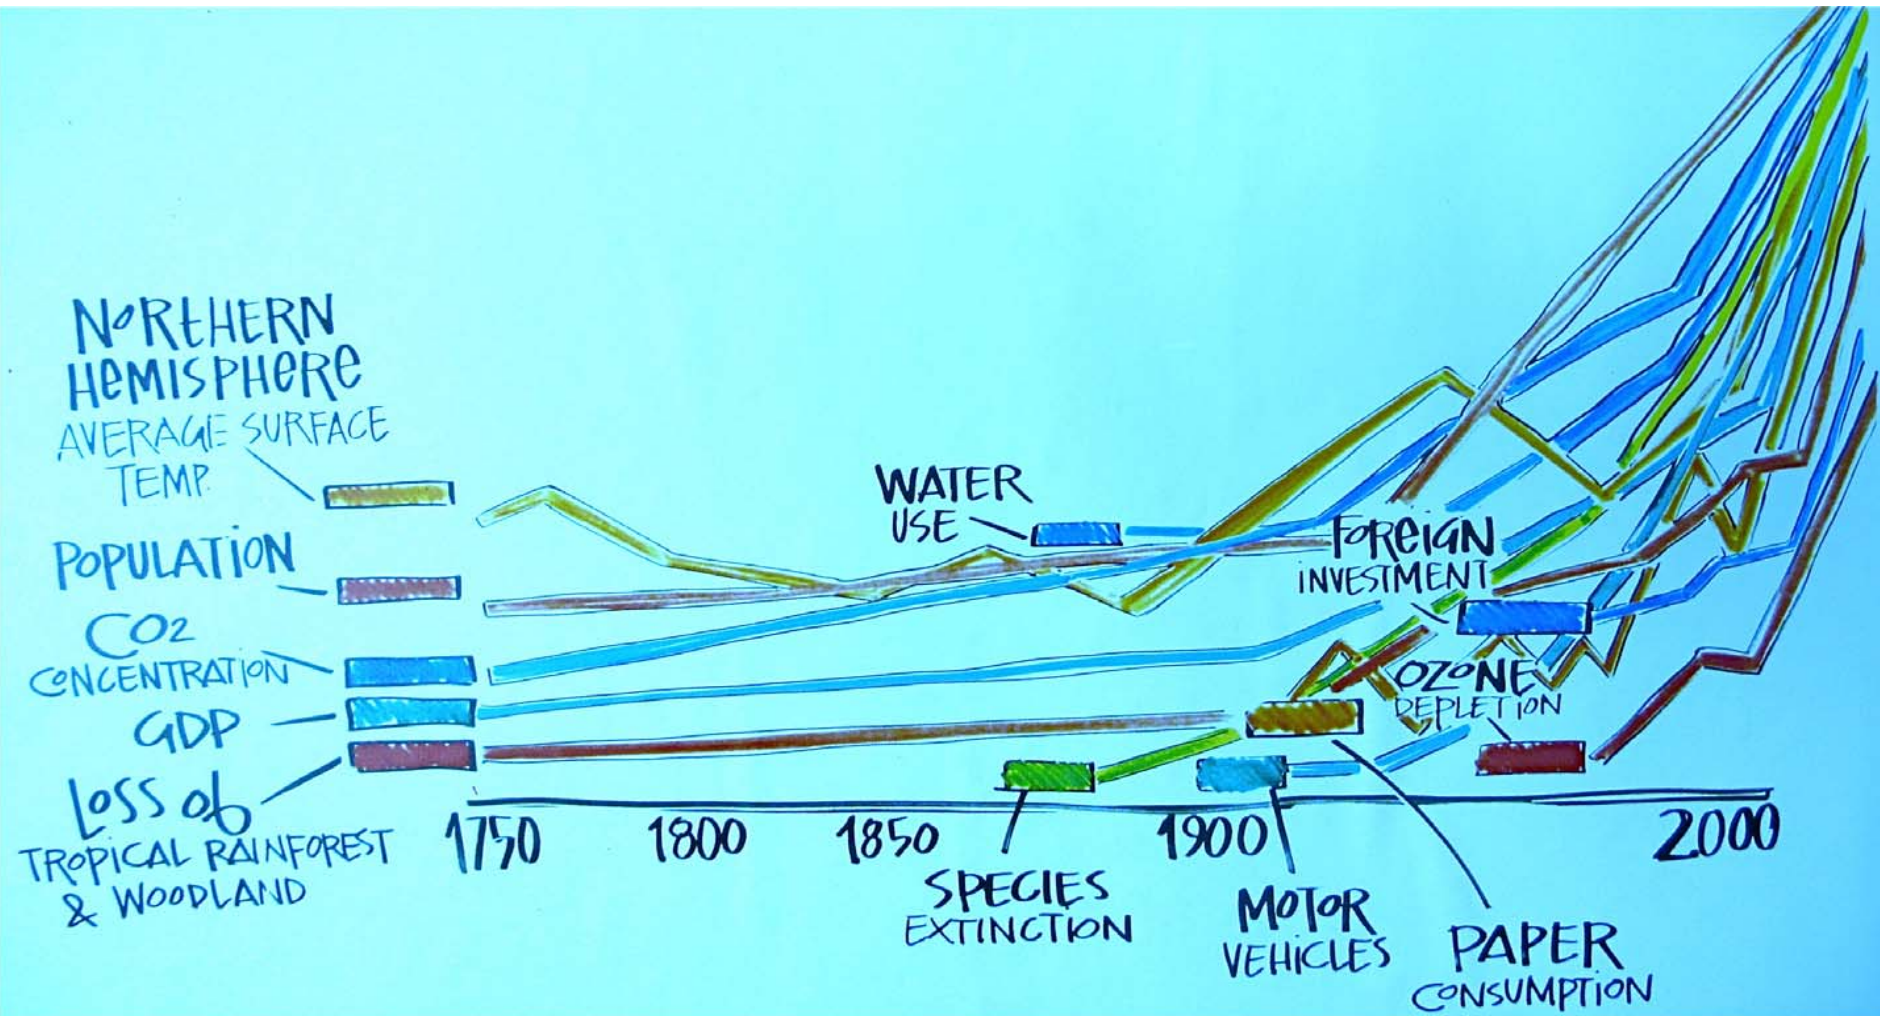 NORTHERN
HEMISPHERE
AVERAGE SURFACE
TEMP.
POPULATION
CO2
CONCENTRATION
GDP
LOSS of
TROPICAL RAINFOREST
& WOODLAND
WATER
USE
FOREIGN
INVESTMENT
OZONE
DEPLETION
1750 1800 1850 1900 2000
SPECIES
EXTINCTION
MOTOR
VEHICLES
PAPER
CONSUMPTION